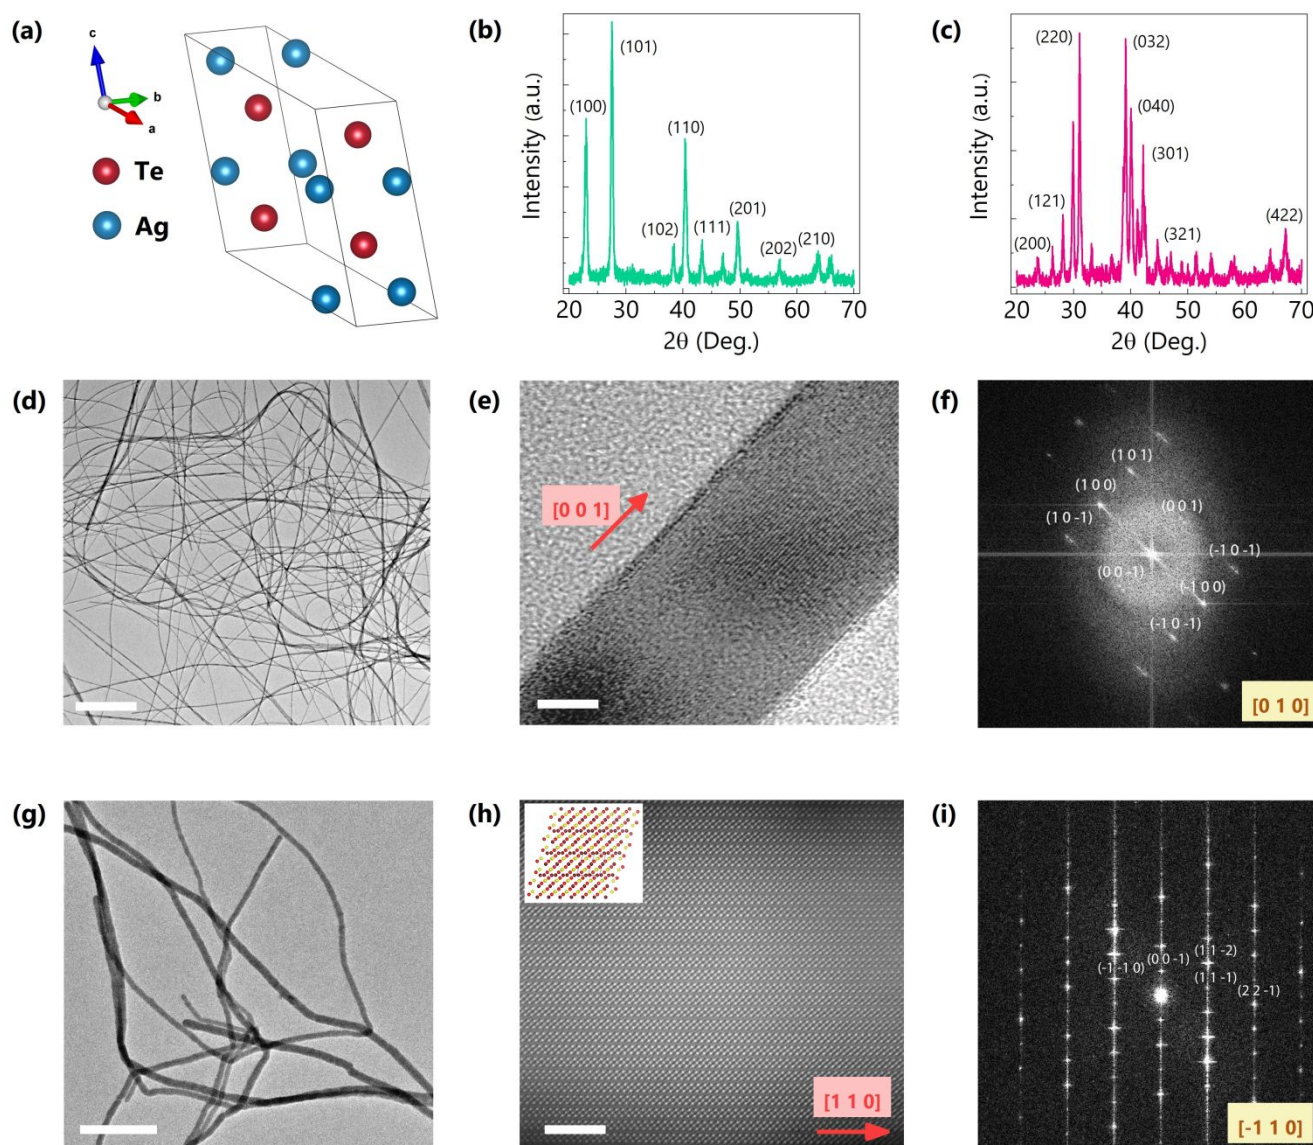 (a)
c
b
a
Te
Ag
(b)
Intensity (a.u.)
(100)
(101)
(102)
(110)
(111)
(201)
(202)
(210)
20 30 40 50 60 70
2θ (Deg.)
(c)
Intensity (a.u.)
(200)
(121)
(220)
(032)
(040)
(301)
(321)
(422)
20 30 40 50 60 70
2θ (Deg.)
(d)
(e)
[0 0 1]
(f)
(1 0 1)
(1 0 0)
(0 0 1)
(1 0 -1)
(-1 0 -1)
(0 0 -1)
(-1 0 0)
(-1 0 -1)
[0 1 0]
(g)
(h)
[1 1 0]
(i)
(1 1 -2)
(0 0 -1)
(-1 -1 0)
(1 1 -1)
(2 2 -1)
[-1 1 0]